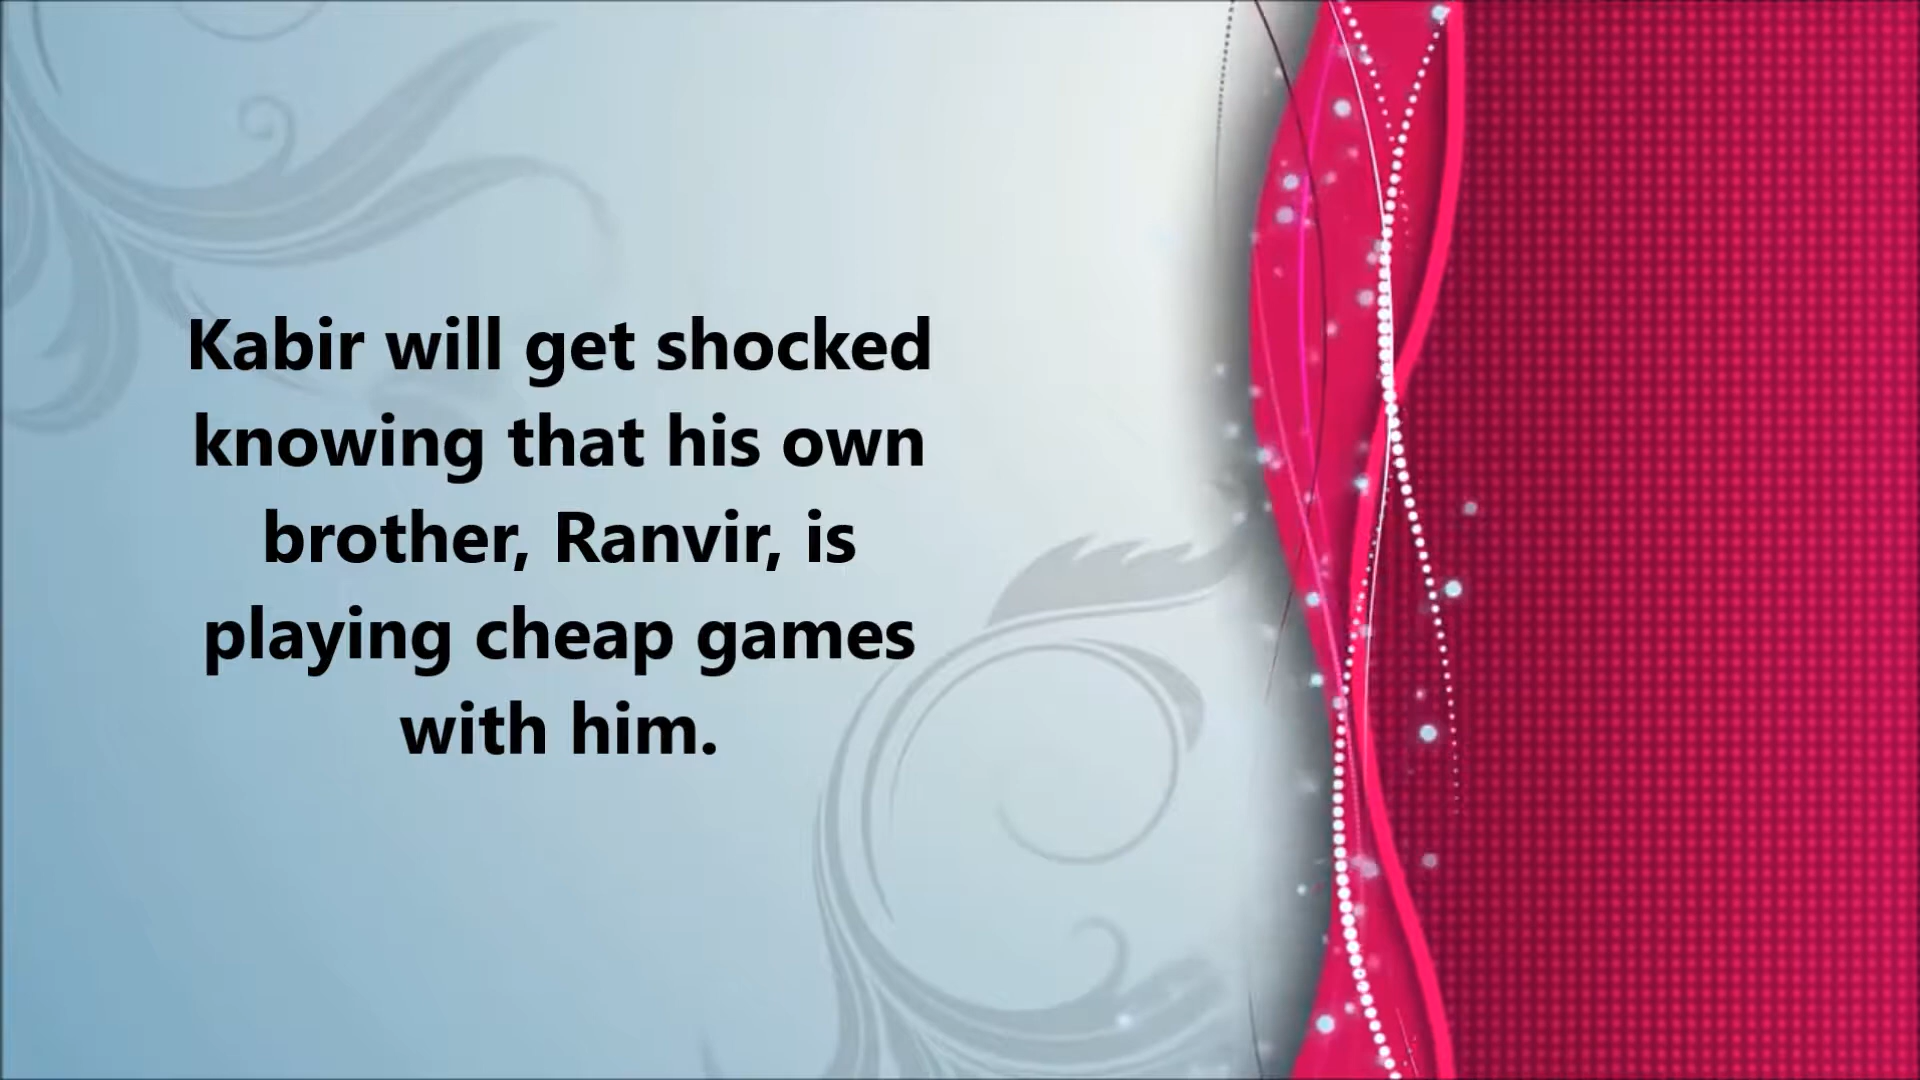 Kabir will get shocked
knowing that his own
brother, Ranvir, is
playing cheap games
with him.